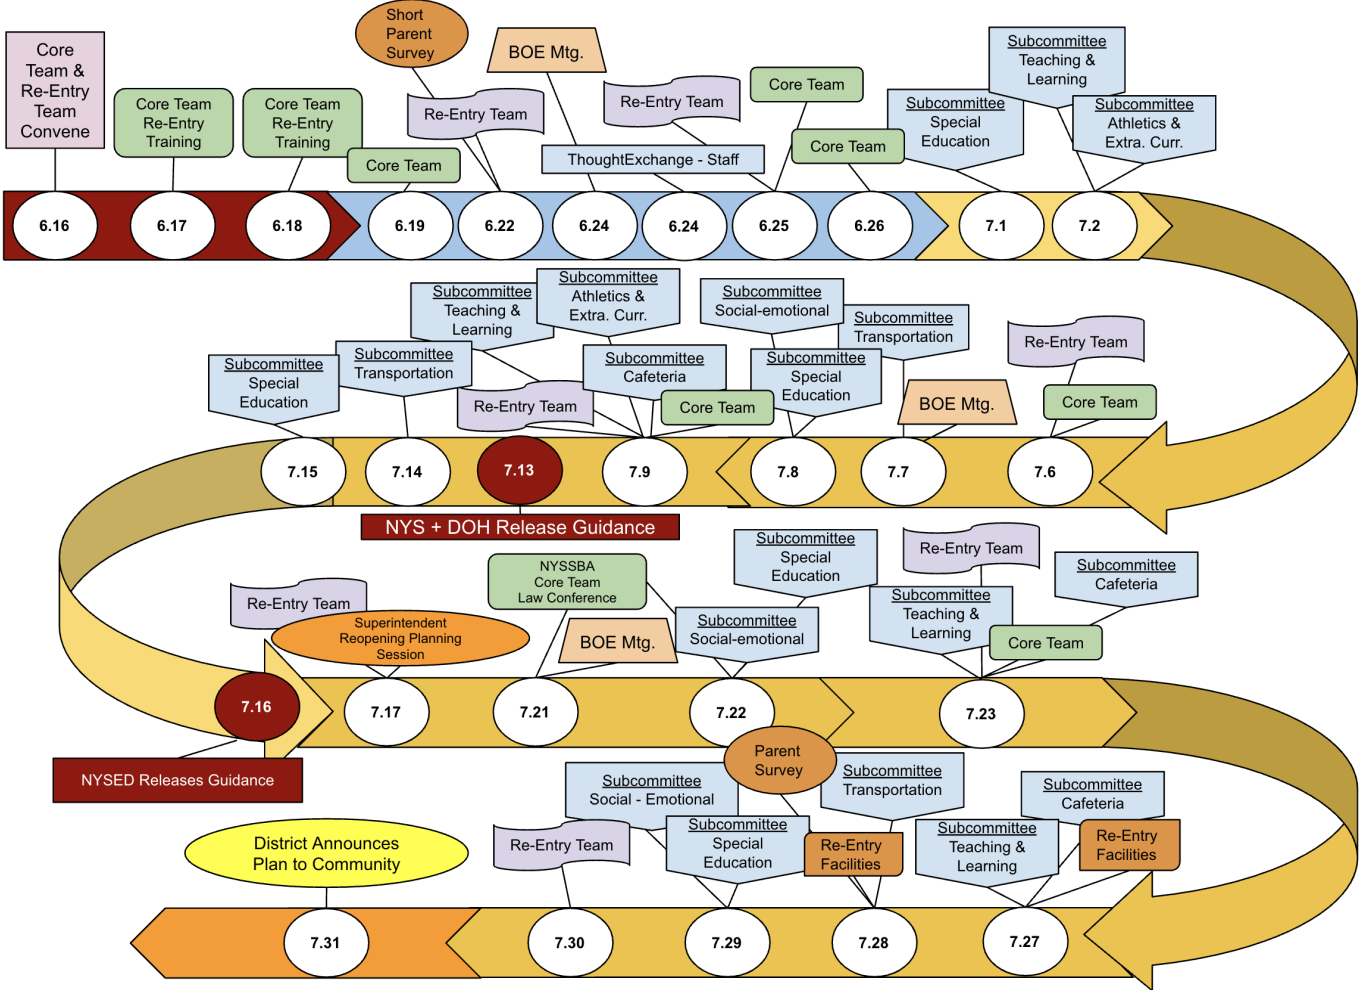 Core
Team &
Re-Entry
Team
Convene
Core Team
Re-Entry
Training
Core Team
Re-Entry
Training
Core Team
Short
Parent
Survey
Re-Entry Team
BOE Mtg.
ThoughtExchange - Staff
Re-Entry Team
Core Team
Core Team
Subcommittee
Special
Education
Subcommittee
Teaching &
Learning
Subcommittee
Athletics &
Extra. Curr.
6.16
6.17
6.18
6.19
6.22
6.24
6.24
6.25
6.26
7.1
7.2
Subcommittee
Special
Education
Subcommittee
Transportation
Subcommittee
Teaching &
Learning
Subcommittee
Athletics &
Extra. Curr.
Re-Entry Team
Subcommittee
Cafeteria
Core Team
Subcommittee
Social-emotional
Subcommittee
Special
Education
Subcommittee
Transportation
BOE Mtg.
Re-Entry Team
Core Team
7.15
7.14
7.13
7.9
7.8
7.7
7.6
NYS + DOH Release Guidance
Re-Entry Team
Superintendent
Reopening Planning
Session
NYSSBA
Core Team
Law Conference
BOE Mtg.
Subcommittee
Social-emotional
Subcommittee
Special
Education
Subcommittee
Teaching &
Learning
Re-Entry Team
Core Team
Subcommittee
Cafeteria
7.16
7.17
7.21
7.22
7.23
NYSED Releases Guidance
District Announces
Plan to Community
Re-Entry Team
Subcommittee
Social - Emotional
Subcommittee
Special
Education
Parent
Survey
Subcommittee
Transportation
Re-Entry
Facilities
Subcommittee
Teaching &
Learning
Subcommittee
Cafeteria
Re-Entry
Facilities
7.31
7.30
7.29
7.28
7.27